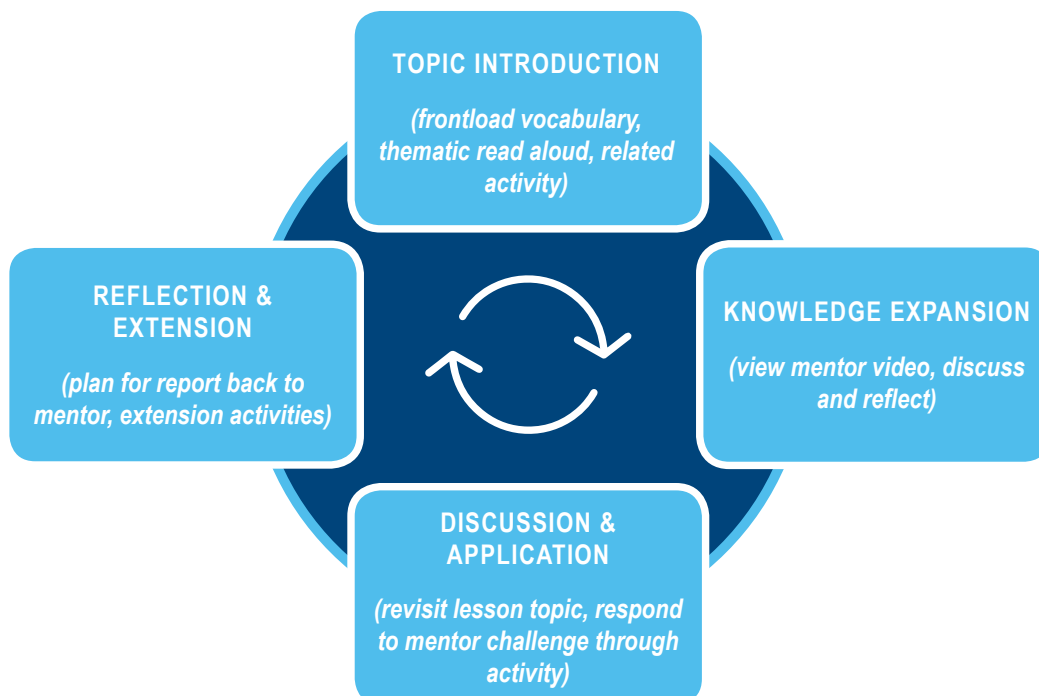 TOPIC INTRODUCTION
(frontload vocabulary,
thematic read aloud, related
activity)
KNOWLEDGE EXPANSION
(view mentor video, discuss
and reflect)
DISCUSSION &
APPLICATION
(revisit lesson topic, respond
to mentor challenge through
activity)
REFLECTION &
EXTENSION
(plan for report back to
mentor, extension activities)